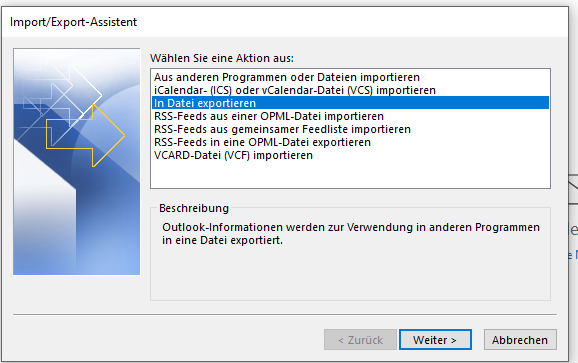 Import/Export-Assistent
Wählen Sie eine Aktion aus:
Aus anderen Programmen oder Dateien importieren
iCalendar- (ICS) oder vCalendar-Datei (VCS) importieren
In Datei exportieren
RSS-Feeds aus einer OPML-Datei importieren
RSS-Feeds aus gemeinsamer Feedliste importieren
RSS-Feeds in eine OPML-Datei exportieren
VCARD-Datei (VCF) importieren
Beschreibung
Outlook-Informationen werden zur Verwendung in anderen Programmen
in eine Datei exportiert.
< Zurück
Weiter >
Abbrechen